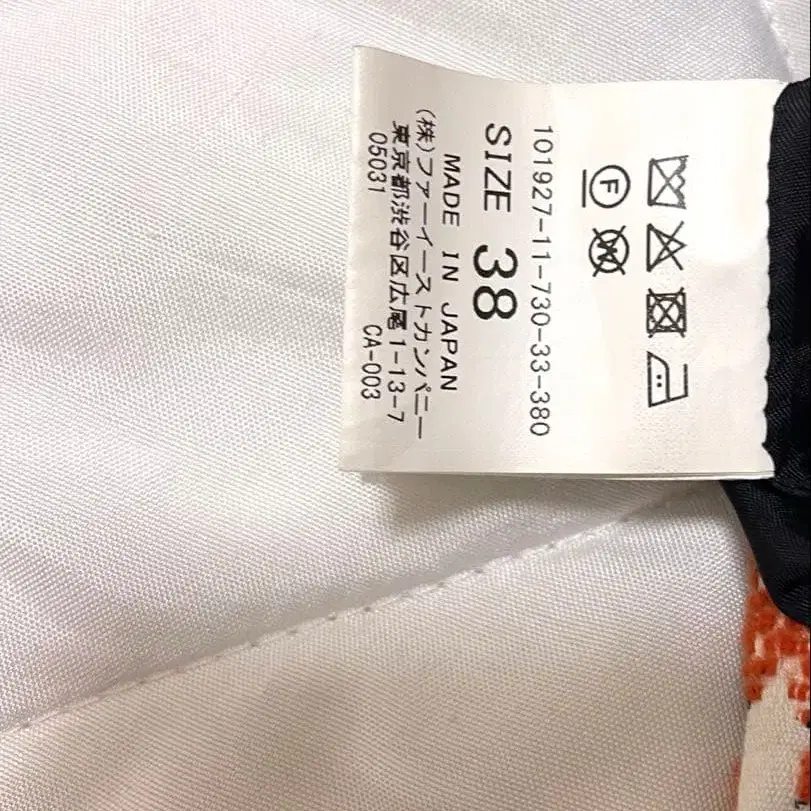 Ⓕ Ⓦ
101927-11-730-33-380
SIZE 38
MADE IN JAPAN
(株)ファーイーストカンパニー
東京都渋谷区広尾1-13-7
05031 CA-003